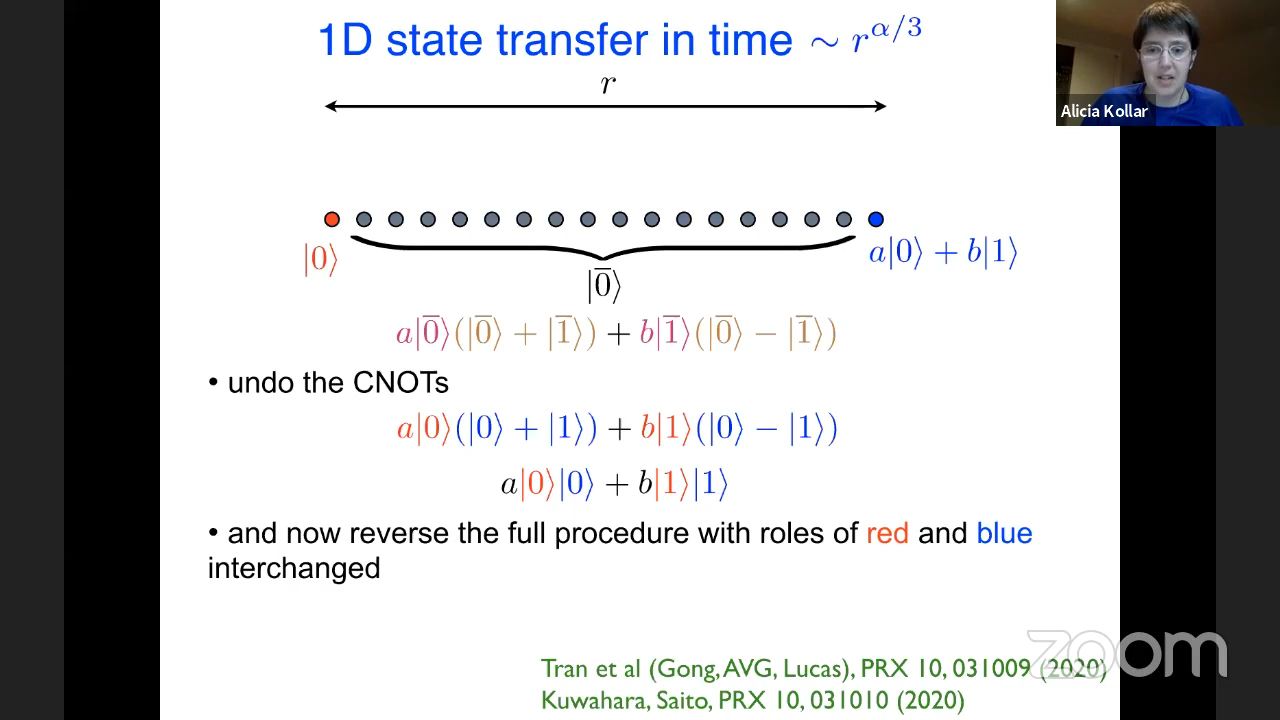 1D state transfer in time ∼ r^{α/3}
r
Alicia Kollar
|0⟩
a|0⟩ + b|1⟩
|0̅⟩
a|0̅⟩(|0̅⟩ + |1̅⟩) + b|1̅⟩(|0̅⟩ − |1̅⟩)
• undo the CNOTs
a|0⟩(|0⟩ + |1⟩) + b|1⟩(|0⟩ − |1⟩)
a|0⟩|0⟩ + b|1⟩|1⟩
• and now reverse the full procedure with roles of red and blue
interchanged
zoom
Tran et al (Gong, AVG, Lucas), PRX 10, 031009 (2020)
Kuwahara, Saito, PRX 10, 031010 (2020)